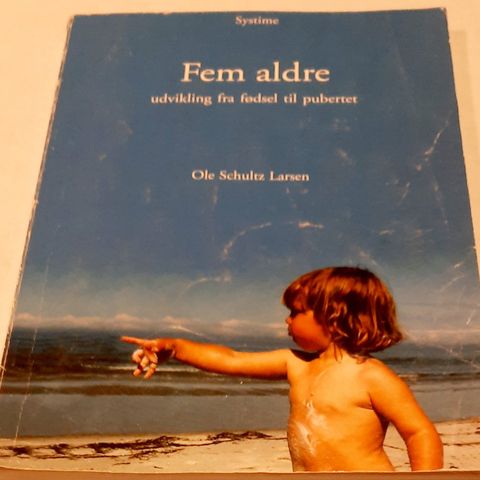 Systime
Fem aldre
udvikling fra fødsel til pubertet
Ole Schultz Larsen